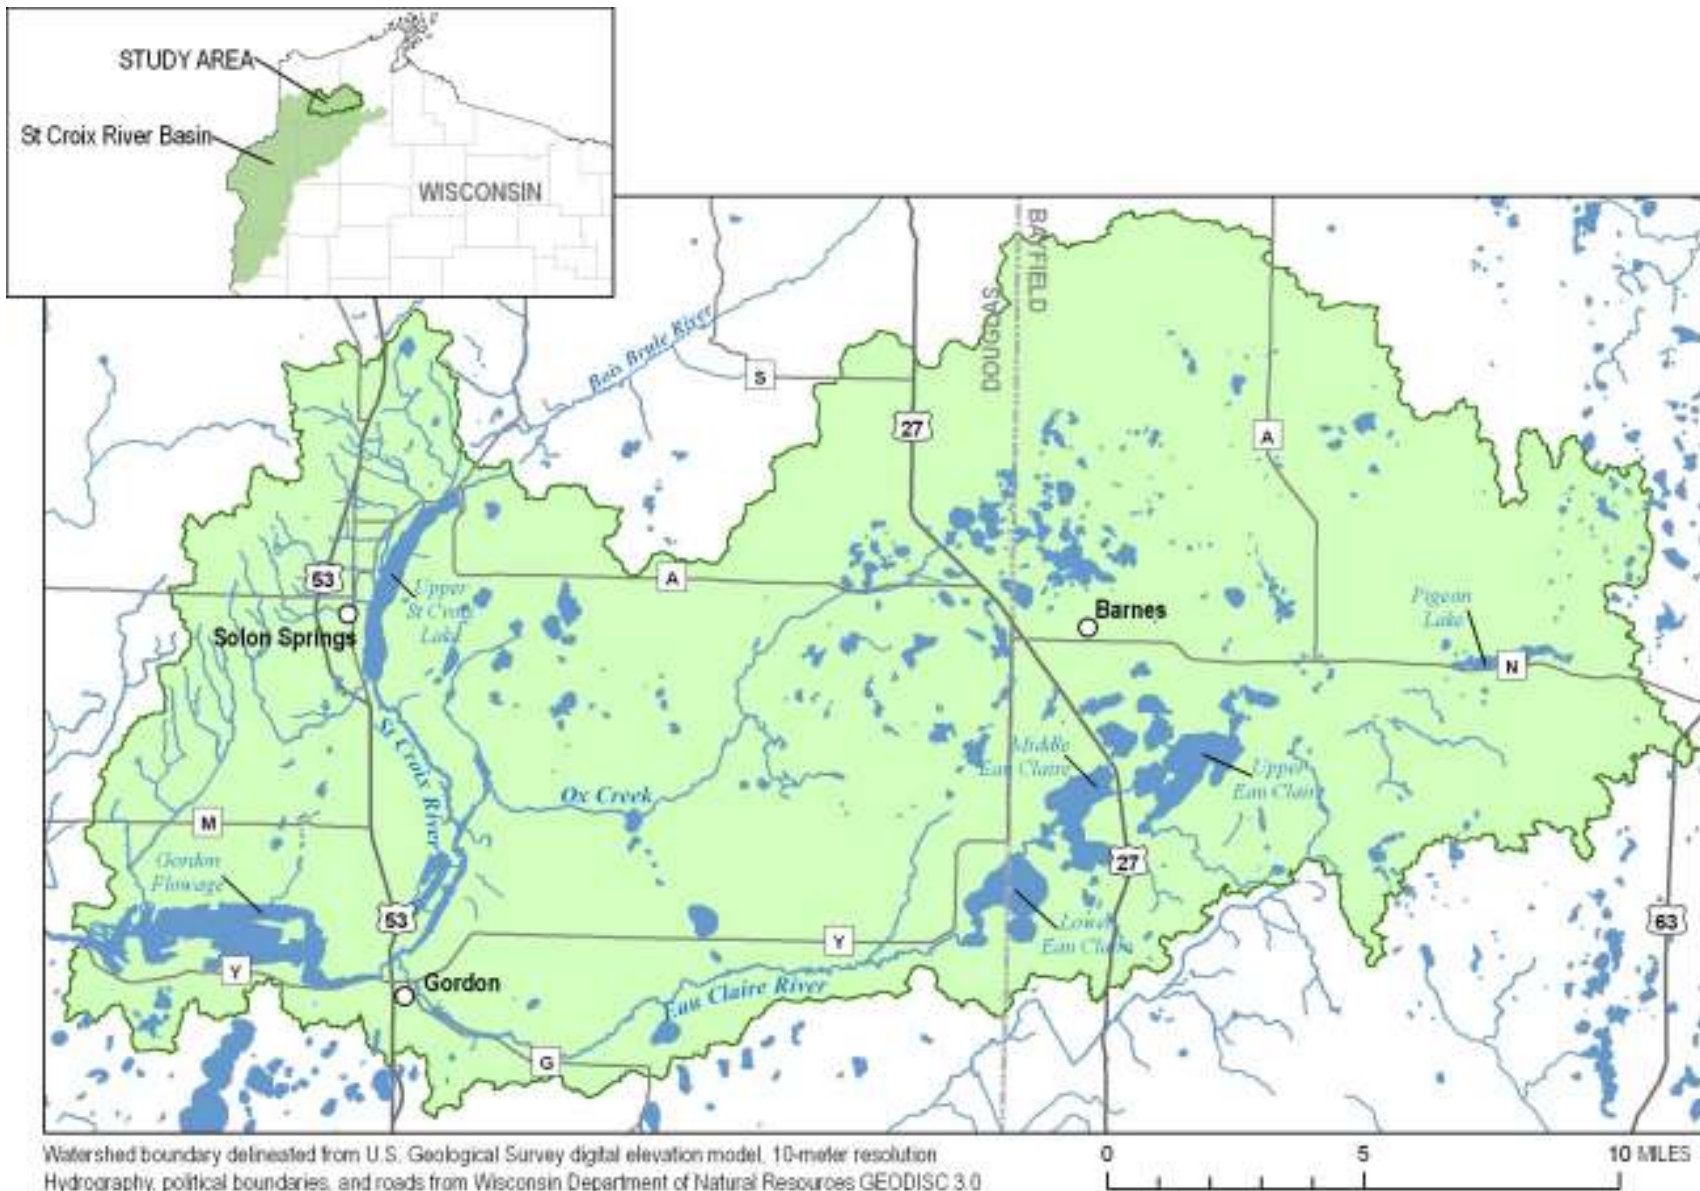 STUDY AREA
St Croix River Basin
WISCONSIN
BAYFIELD
DOUGLAS
Bois Brule River
S
27
A
53
A
Upper
St Croix
Lake
Solon Springs
Barnes
Pigeon
Lake
N
St Croix River
Middle
Eau Claire
Upper
Eau Claire
Ox Creek
M
Gordon
Flowage
27
53
63
Lower
Eau Claire
Y
Y
Gordon
Eau Claire River
G
Watershed boundary delineated from U.S. Geological Survey digital elevation model, 10-meter resolution
Hydrography, political boundaries, and roads from Wisconsin Department of Natural Resources GEODISC 3.0
0 5 10 MILES